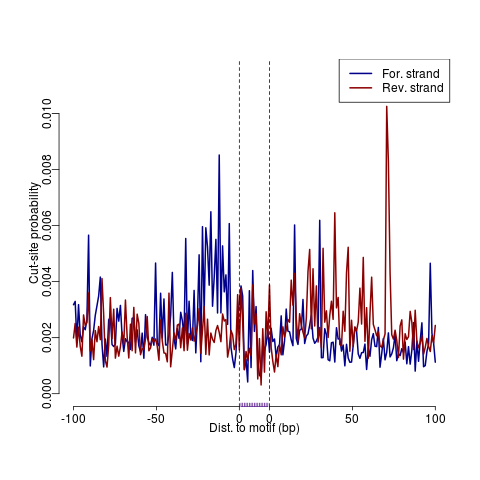 For. strand
Rev. strand
Cut-site probability
0.010
0.008
0.006
0.004
0.002
0.000
-100 -50 0 0 50 100
Dist. to motif (bp)